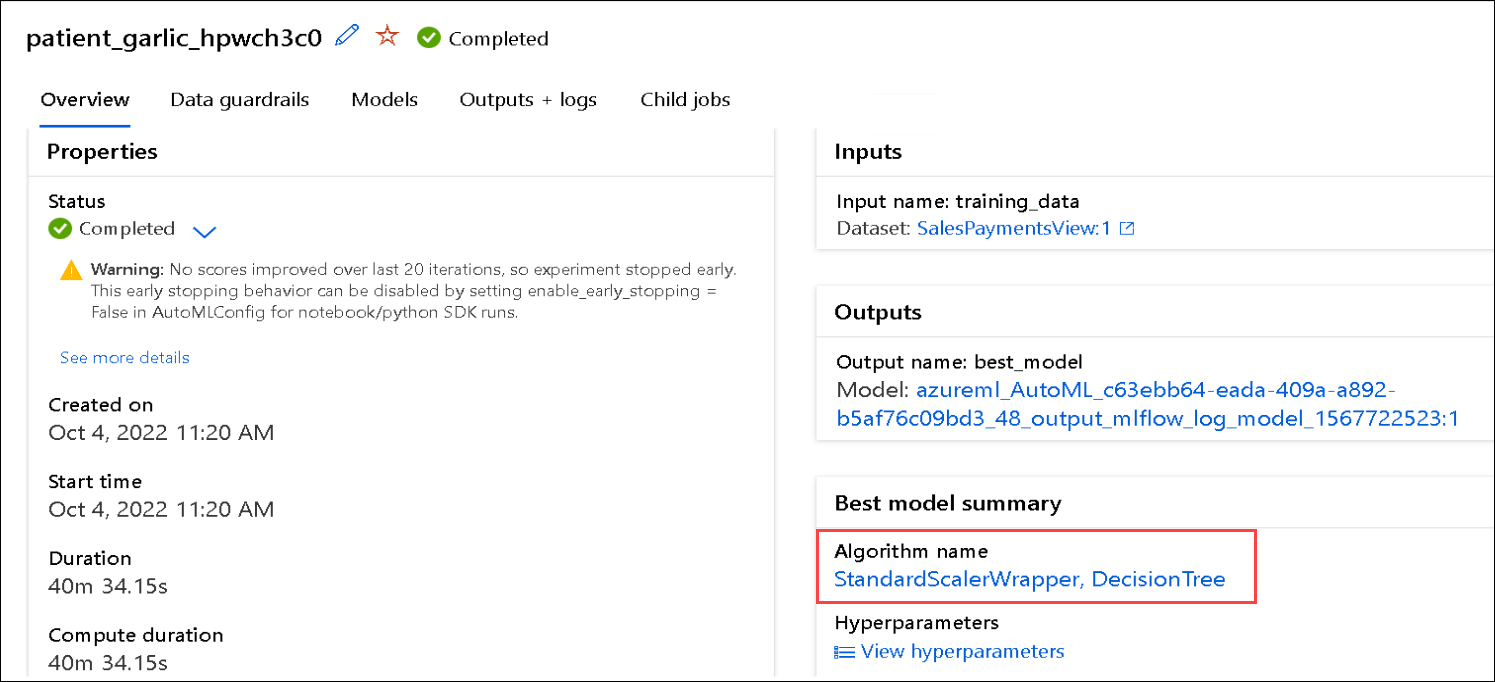 patient_garlic_hpwch3c0 Completed
Overview Data guardrails Models Outputs + logs Child jobs
Properties
Status
Completed
Warning: No scores improved over last 20 iterations, so experiment stopped early.
This early stopping behavior can be disabled by setting enable_early_stopping =
False in AutoMLConfig for notebook/python SDK runs.
See more details
Created on
Oct 4, 2022 11:20 AM
Start time
Oct 4, 2022 11:20 AM
Duration
40m 34.15s
Compute duration
40m 34.15s
Inputs
Input name: training_data
Dataset: SalesPaymentsView:1
Outputs
Output name: best_model
Model: azureml_AutoML_c63ebb64-eada-409a-a892-
b5af76c09bd3_48_output_mlflow_log_model_1567722523:1
Best model summary
Algorithm name
StandardScalerWrapper, DecisionTree
Hyperparameters
View hyperparameters